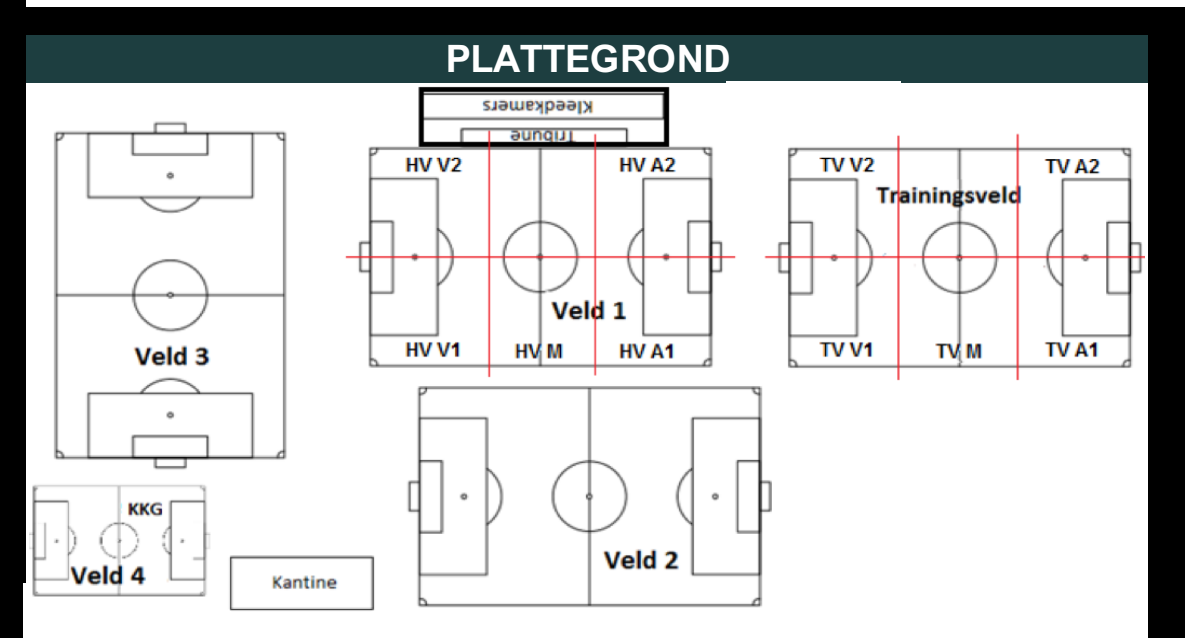 PLATTEGROND
Kleedkamers
Tribune
HV V2
HV A2
TV V2
TV A2
Trainingsveld
Veld 1
Veld 3
HV V1
HV M
HV A1
TV V1
TV M
TV A1
KKG
Veld 4
Veld 2
Kantine